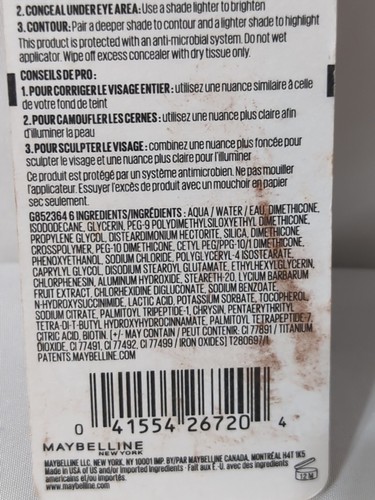 2. CONCEAL UNDER EYE AREA: Use a shade lighter to brighten
3. CONTOUR: Pair a deeper shade to contour and a lighter shade to highlight
This product is protected with an anti-microbial system. Do not wet
applicator. Wipe off excess concealer with dry tissue only.
CONSEILS DE PRO:
1. POUR CORRIGER LE VISAGE ENTIER: utilisez une nuance similaire à celle
de votre fond de teint
2. POUR CAMOUFLER LES CERNES: utilisez une nuance plus claire afin
d'illuminer la peau
3. POUR SCULPTER LE VISAGE: combinez une nuance plus foncée pour
sculpter le visage et une nuance plus claire pour l'illuminer
Ce produit est protégé par un système antimicrobien. Ne pas mouiller
l'applicateur. Essuyer l'excès de produit avec un mouchoir en papier
sec seulement.
G852364 6 INGREDIENTS/INGRÉDIENTS: AQUA / WATER / EAU, DIMETHICONE,
ISODODECANE, GLYCERIN, PEG-9 POLYDIMETHYLSILOXYETHYL DIMETHICONE,
PROPYLENE GLYCOL, DISTEARDIMONIUM HECTORITE, SILICA, DIMETHICONE
CROSSPOLYMER, PEG-10 DIMETHICONE, CETYL PEG/PPG-10/1 DIMETHICONE,
PHENOXYETHANOL, SODIUM CHLORIDE, POLYGLYCERYL-4 ISOSTEARATE,
CAPRYLYL GLYCOL, DISODIUM STEAROYL GLUTAMATE, ETHYLHEXYLGLYCERIN,
CHLORPHENESIN, ALUMINUM HYDROXIDE, STEARETH-20, LYCIUM BARBARUM
FRUIT EXTRACT, CHLORHEXIDINE DIGLUCONATE, SODIUM BENZOATE,
N-HYDROXYSUCCINIMIDE, LACTIC ACID, POTASSIUM SORBATE, TOCOPHEROL,
SODIUM CITRATE, PALMITOYL TRIPEPTIDE-1, CHRYSIN, PENTAERYTHRITYL
TETRA-DI-T-BUTYL HYDROXYHYDROCINNAMATE, PALMITOYL TETRAPEPTIDE-7,
CITRIC ACID, BIOTIN. [+/- MAY CONTAIN / PEUT CONTENIR: CI 77891 / TITANIUM
DIOXIDE, CI 77491, CI 77492, CI 77499 / IRON OXIDES] T280697/1
PATENTS.MAYBELLINE.COM
0 41554 26720 4
MAYBELLINE
NEW YORK
MAYBELLINE LLC, NEW YORK, NY 10001 IMP. BY/PAR MAYBELLINE CANADA, MONTRÉAL H4T 1K5
Made in USA of US and/or imported ingredients · Fait aux É.-U. avec des ingrédients
américains et/ou importés.
www.maybelline.com
12 M